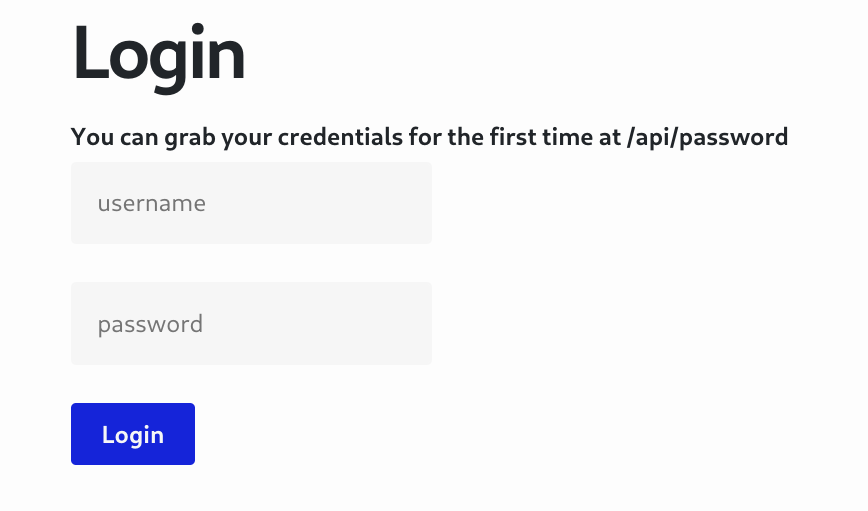 Login
You can grab your credentials for the first time at /api/password
username
password
Login